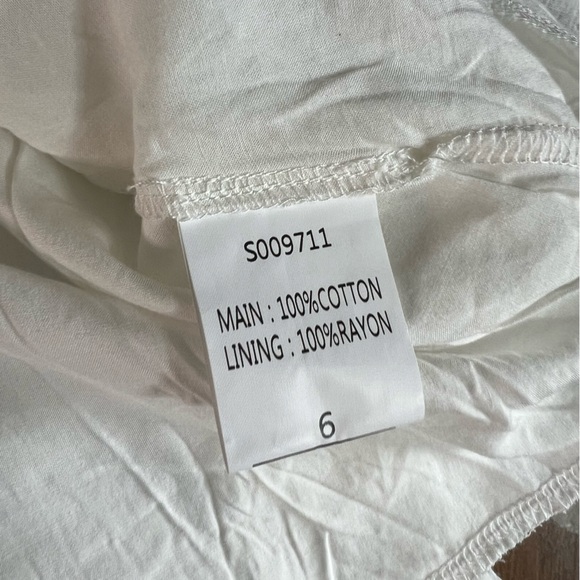 S009711
MAIN : 100%COTTON
LINING : 100%RAYON
6